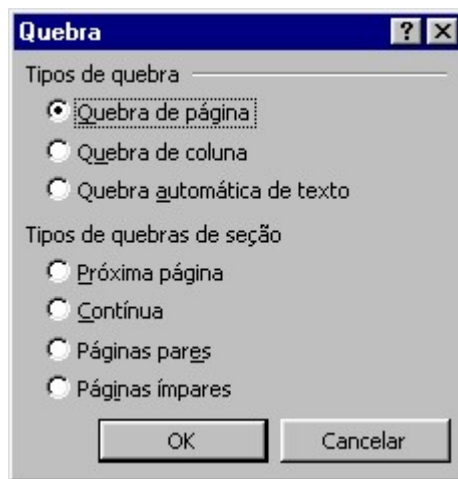 Quebra
Tipos de quebra
Quebra de página
Quebra de coluna
Quebra automática de texto
Tipos de quebras de seção
Próxima página
Contínua
Páginas pares
Páginas ímpares
OK Cancelar